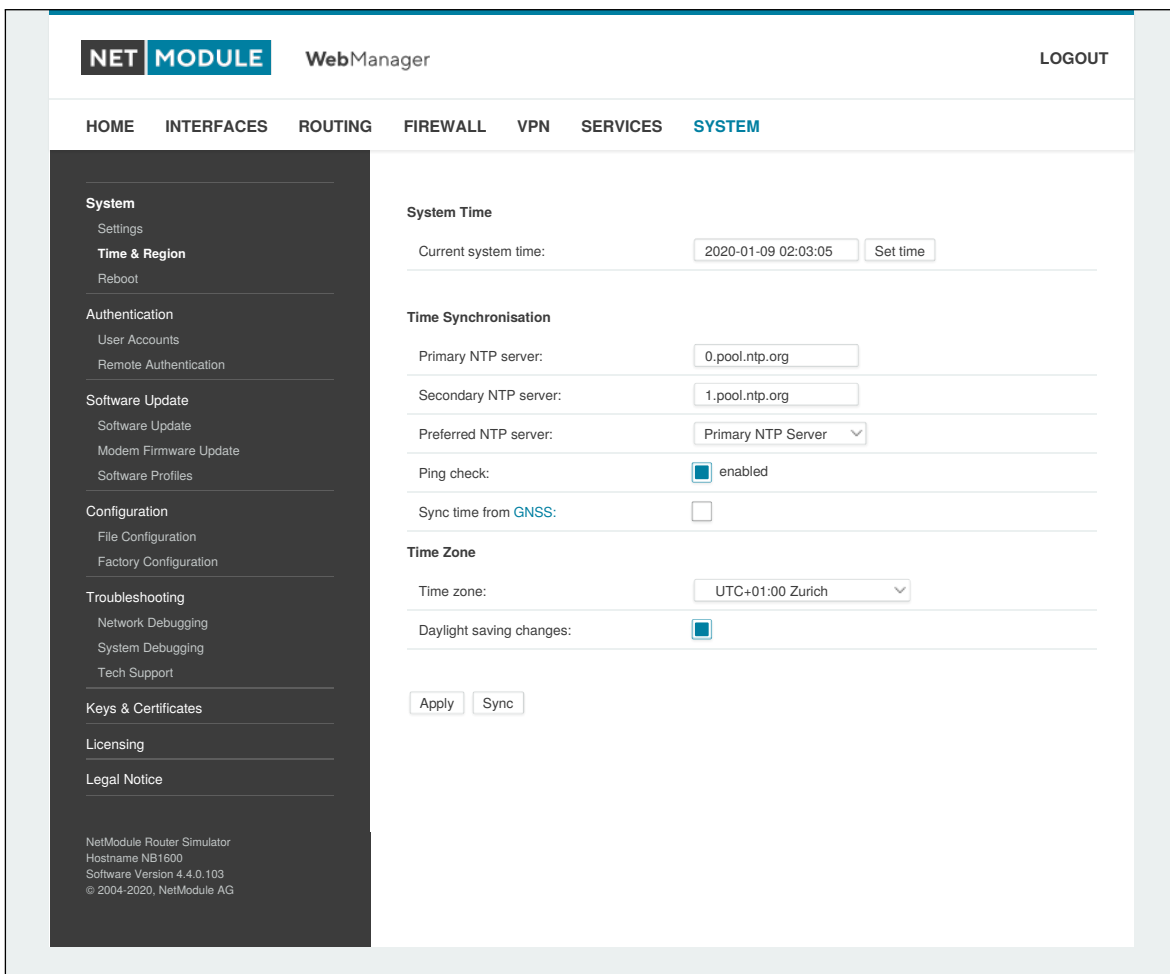 NET MODULE WebManager LOGOUT
HOME INTERFACES ROUTING FIREWALL VPN SERVICES SYSTEM
System
Settings
Time & Region
Reboot
Authentication
User Accounts
Remote Authentication
Software Update
Software Update
Modem Firmware Update
Software Profiles
Configuration
File Configuration
Factory Configuration
Troubleshooting
Network Debugging
System Debugging
Tech Support
Keys & Certificates
Licensing
Legal Notice
NetModule Router Simulator
Hostname NB1600
Software Version 4.4.0.103
© 2004-2020, NetModule AG
System Time
Current system time: 2020-01-09 02:03:05 Set time
Time Synchronisation
Primary NTP server: 0.pool.ntp.org
Secondary NTP server: 1.pool.ntp.org
Preferred NTP server: Primary NTP Server
Ping check: enabled
Sync time from GNSS:
Time Zone
Time zone: UTC+01:00 Zurich
Daylight saving changes:
Apply Sync